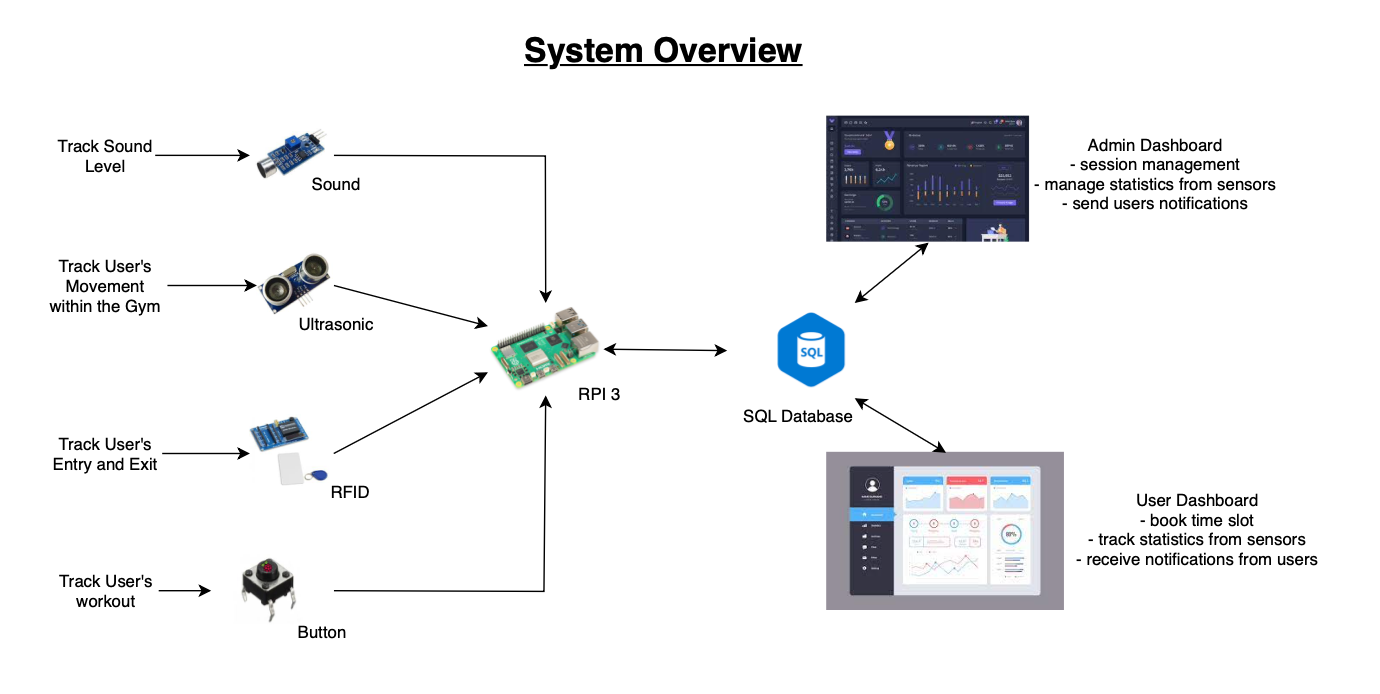 System Overview
Track Sound
Level
Sound
Track User's
Movement
within the Gym
Ultrasonic
Track User's
Entry and Exit
RFID
Track User's
workout
Button
RPI 3
SQL
SQL Database
Admin Dashboard
- session management
- manage statistics from sensors
- send users notifications
User Dashboard
- book time slot
- track statistics from sensors
- receive notifications from users